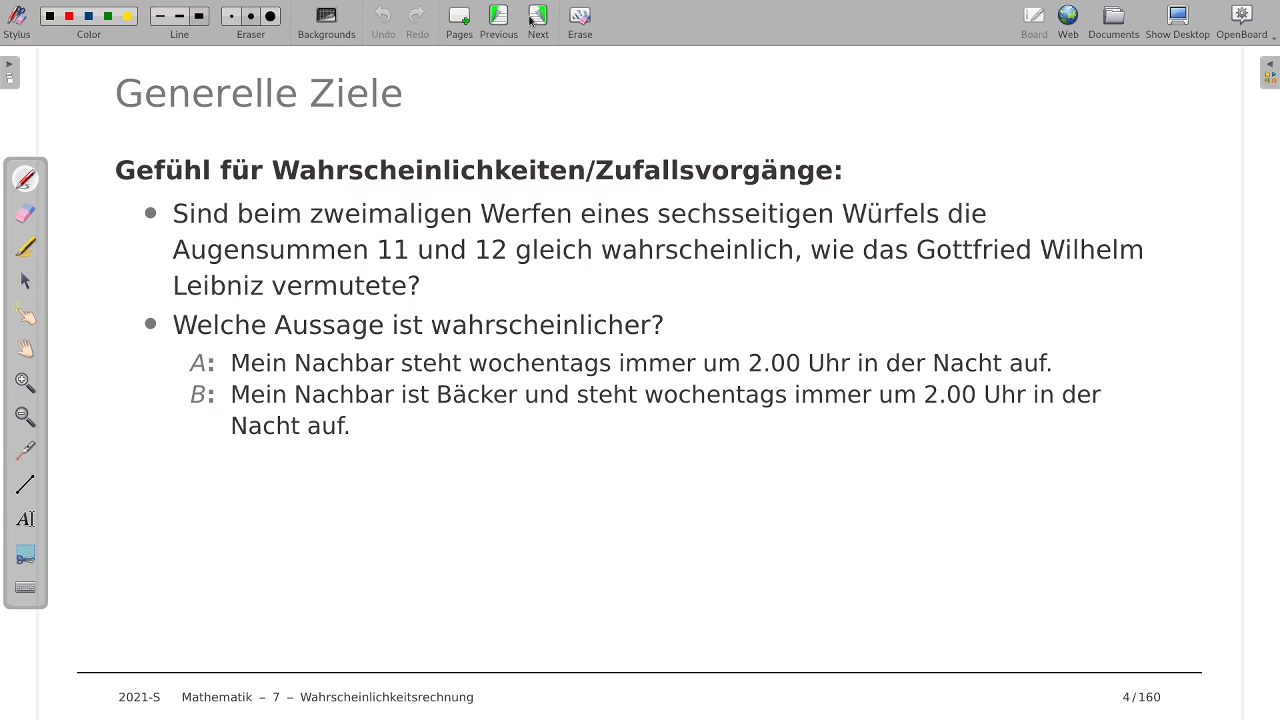 Stylus Color Line Eraser Backgrounds Undo Redo Pages Previous Next Erase Board Web Documents Show Desktop OpenBoard
Generelle Ziele
Gefühl für Wahrscheinlichkeiten/Zufallsvorgänge:
• Sind beim zweimaligen Werfen eines sechsseitigen Würfels die
Augensummen 11 und 12 gleich wahrscheinlich, wie das Gottfried Wilhelm
Leibniz vermutete?
• Welche Aussage ist wahrscheinlicher?
A: Mein Nachbar steht wochentags immer um 2.00 Uhr in der Nacht auf.
B: Mein Nachbar ist Bäcker und steht wochentags immer um 2.00 Uhr in der
Nacht auf.
2021-S Mathematik – 7 – Wahrscheinlichkeitsrechnung 4/160